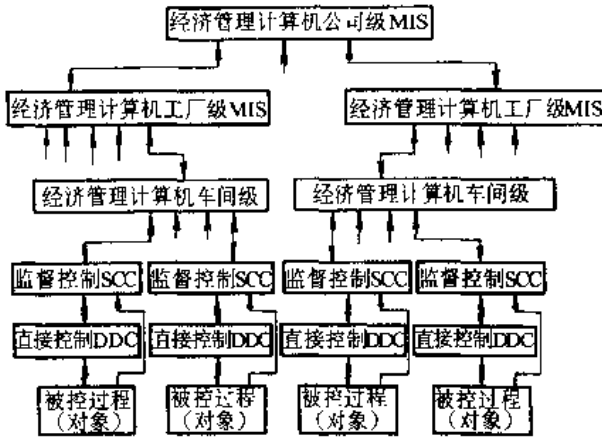 经济管理计算机公司级MIS
经济管理计算机工厂级MIS
经济管理计算机工厂级MIS
经济管理计算机车间级
经济管理计算机车间级
监督控制SCC
监督控制SCC
监督控制SCC
监督控制SCC
直接控制DDC
直接控制DDC
直接控制DDC
直接控制DDC
被控过程
(对象)
被控过程
(对象)
被控过程
(对象)
被控过程
(对象)